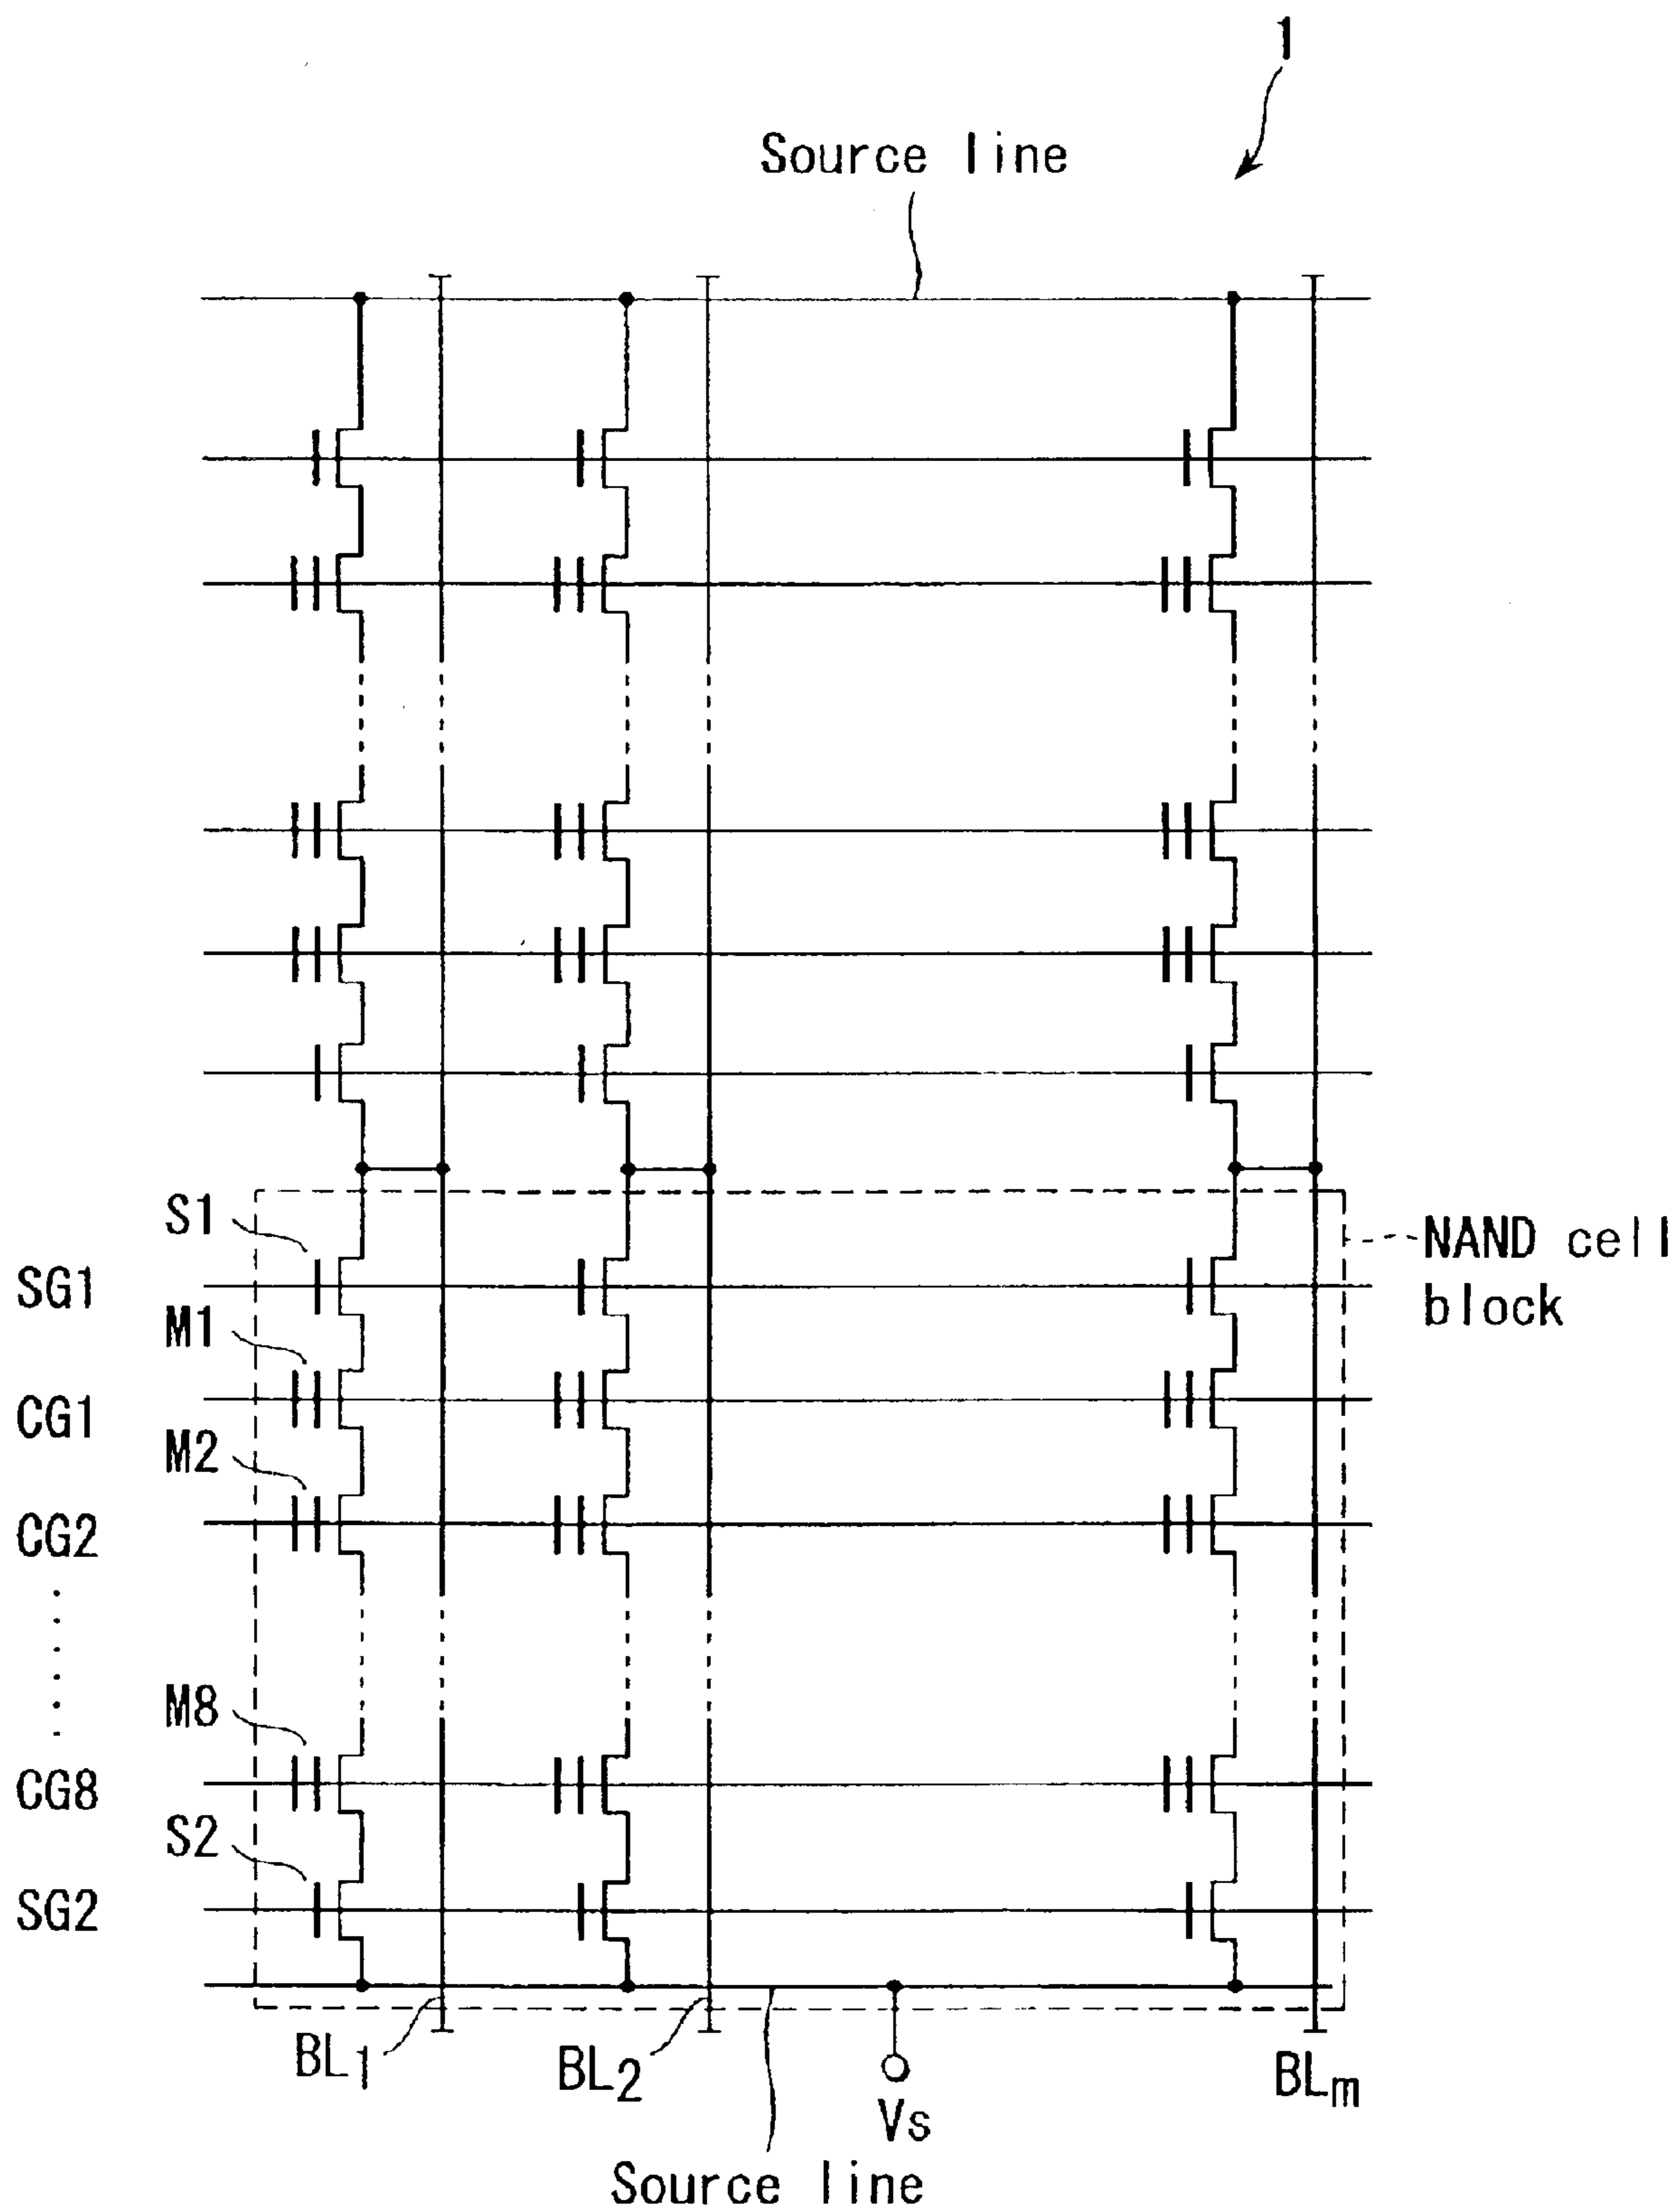 1
Source line
S1
NAND cell
block
SG1
M1
CG1
M2
CG2
M8
CG8
S2
SG2
BL1
BL2
BLm
Vs
Source line